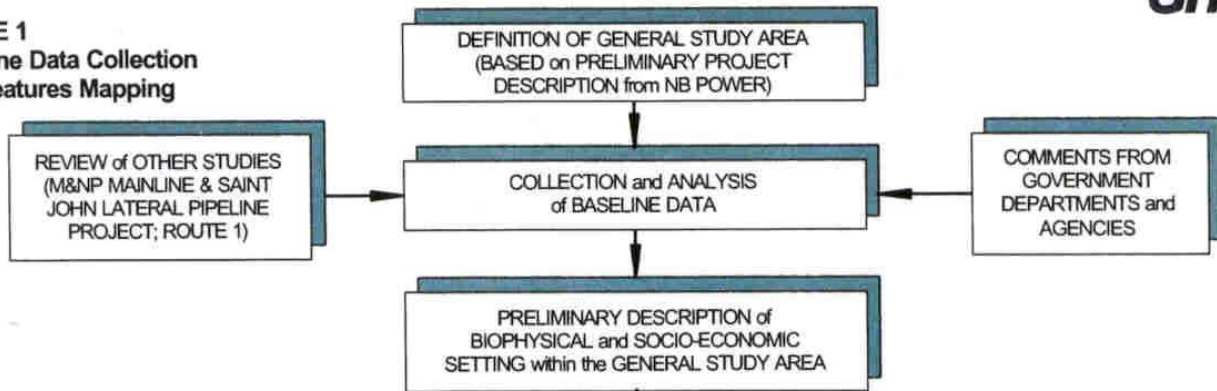 E 1
ne Data Collection
eatures Mapping
DEFINITION OF GENERAL STUDY AREA
(BASED on PRELIMINARY PROJECT
DESCRIPTION from NB POWER)
REVIEW of OTHER STUDIES
(M&NP MAINLINE & SAINT
JOHN LATERAL PIPELINE
PROJECT; ROUTE 1)
COLLECTION and ANALYSIS
of BASELINE DATA
COMMENTS FROM
GOVERNMENT
DEPARTMENTS and
AGENCIES
PRELIMINARY DESCRIPTION of
BIOPHYSICAL and SOCIO-ECONOMIC
SETTING within the GENERAL STUDY AREA